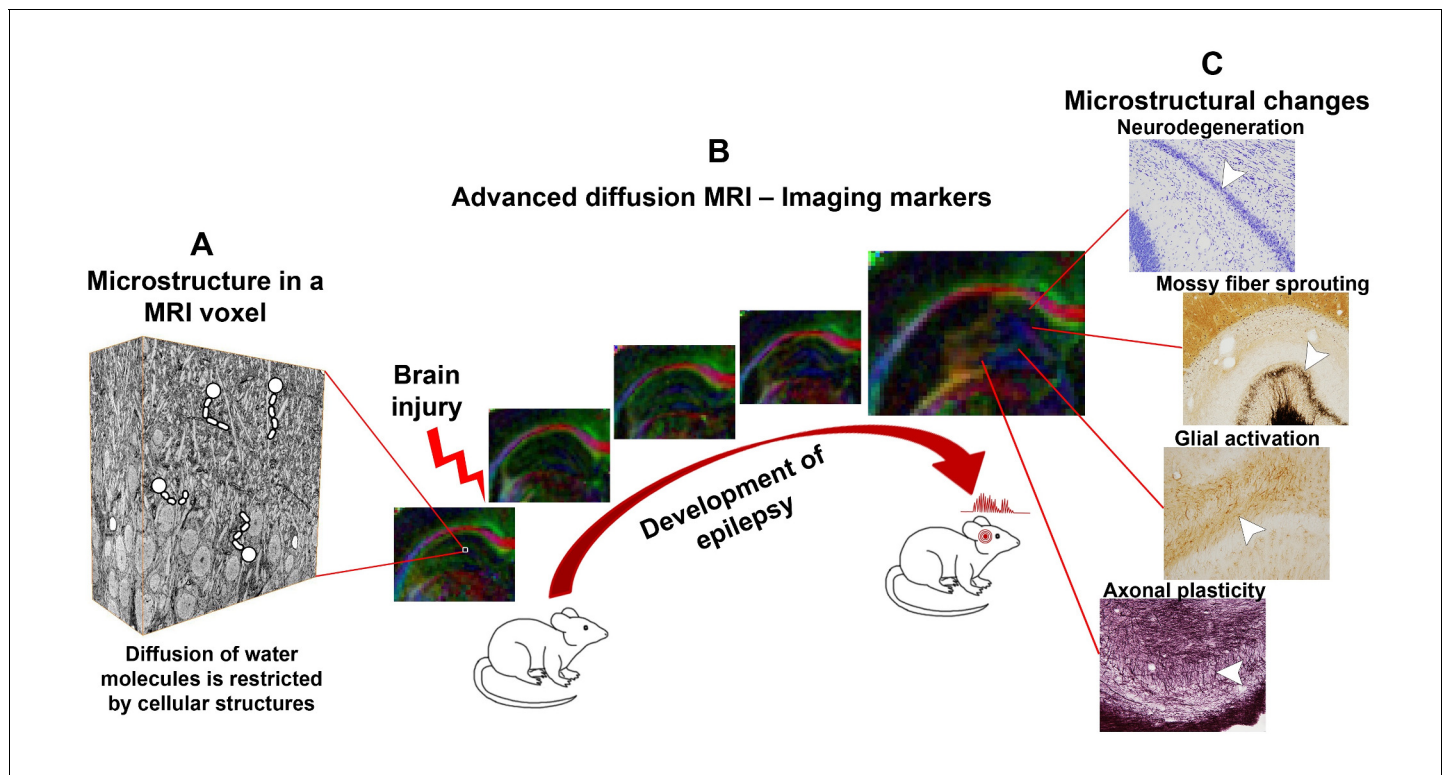 A
Microstructure in a
MRI voxel
Diffusion of water
molecules is restricted
by cellular structures
B
Advanced diffusion MRI – Imaging markers
Brain
injury
Development of
epilepsy
C
Microstructural changes
Neurodegeneration
Mossy fiber sprouting
Glial activation
Axonal plasticity